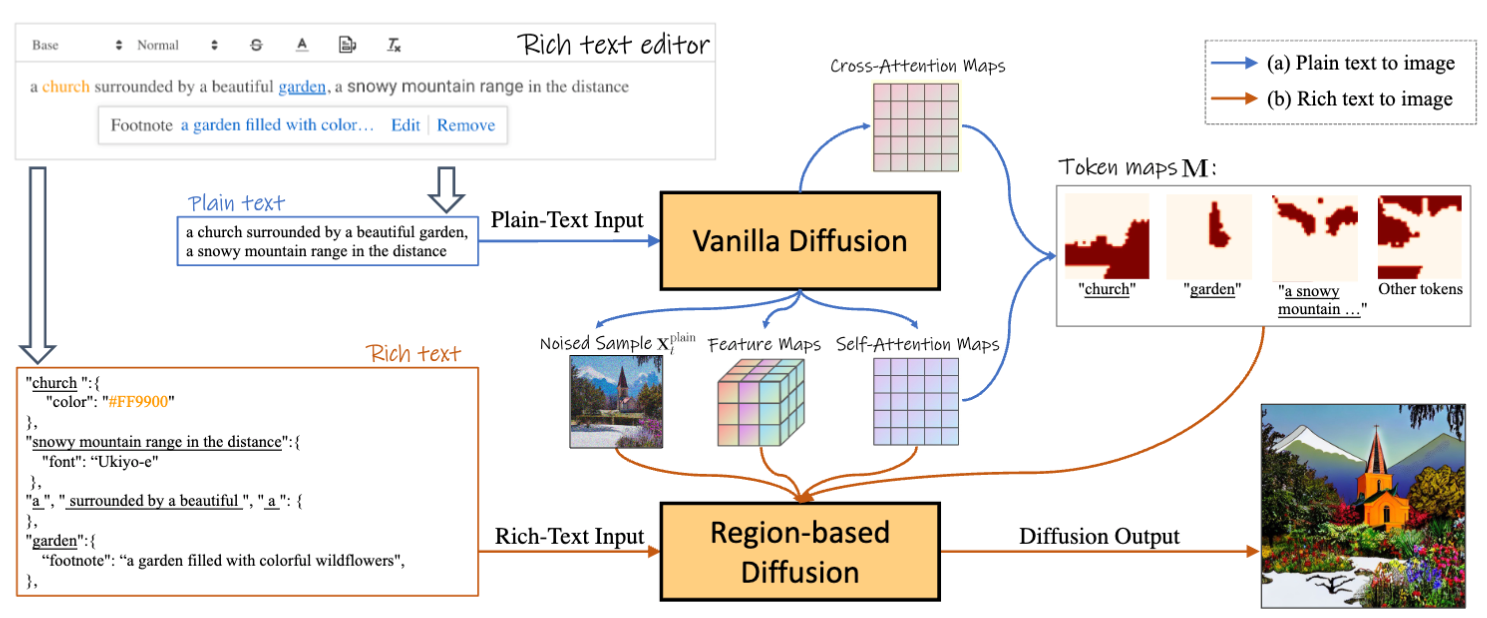 Base Normal S A Tx Rich text editor
a church surrounded by a beautiful garden, a snowy mountain range in the distance
Footnote a garden filled with color... Edit Remove
Plain text
a church surrounded by a beautiful garden,
a snowy mountain range in the distance
Plain-Text Input
Vanilla Diffusion
Cross-Attention Maps
(a) Plain text to image
(b) Rich text to image
Token maps M:
"church"
"garden"
"a snowy
mountain ..."
Other tokens
Noised Sample X_t^plain
Feature Maps
Self-Attention Maps
Rich text
"church ":{
"color": "#FF9900"
},
"snowy mountain range in the distance":{
"font": “Ukiyo-e"
},
"a ", " surrounded by a beautiful ", " a ": {
},
"garden":{
“footnote": “a garden filled with colorful wildflowers",
},
Rich-Text Input
Region-based
Diffusion
Diffusion Output